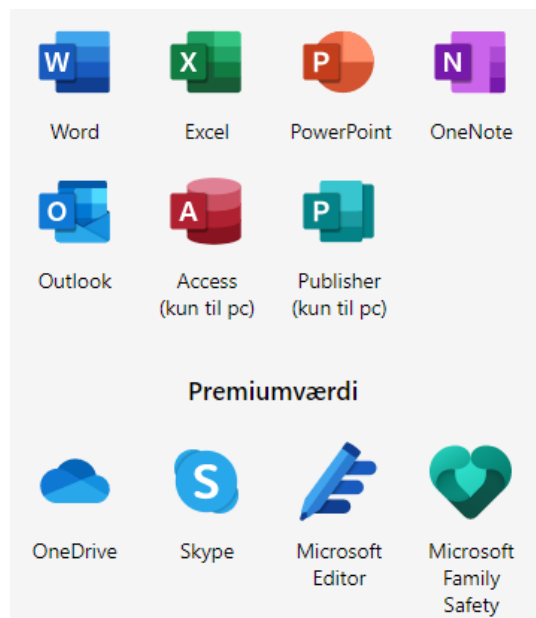 W X P N
Word Excel PowerPoint OneNote
O A P
Outlook Access Publisher
(kun til pc) (kun til pc)
Premiumværdi
S
OneDrive Skype Microsoft Microsoft
Editor Family
Safety